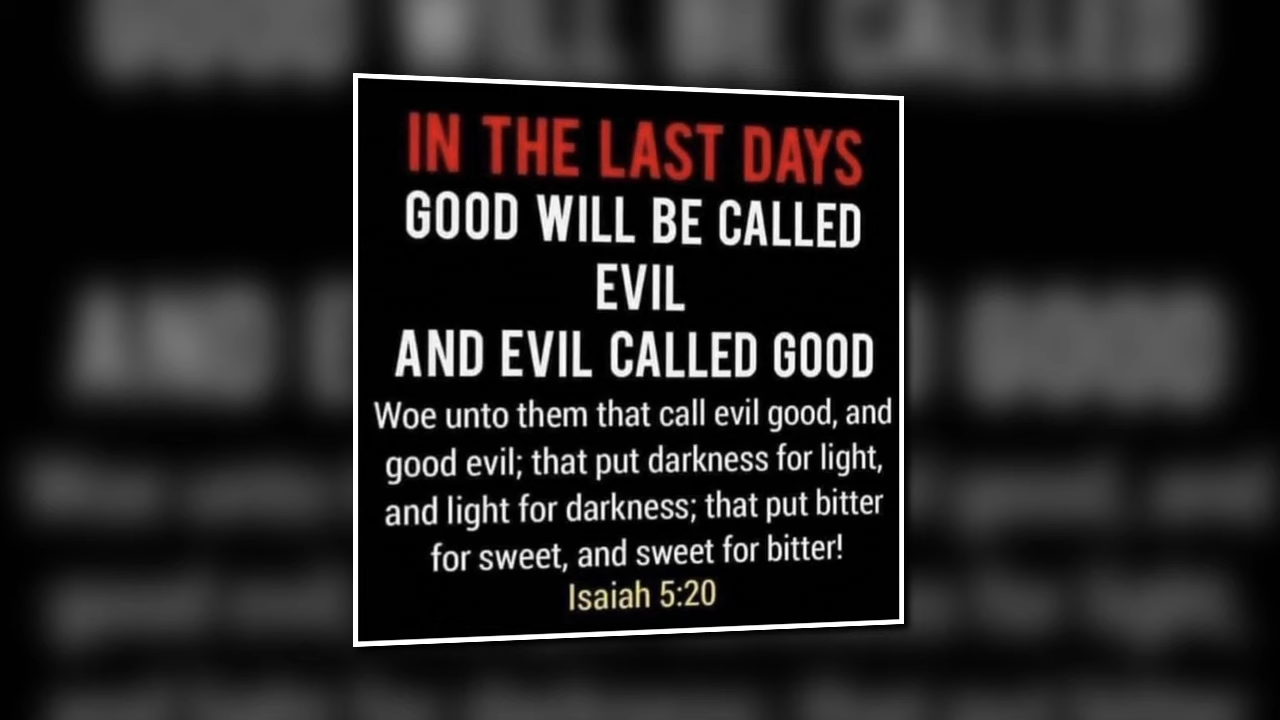 IN THE LAST DAYS
GOOD WILL BE CALLED
EVIL
AND EVIL CALLED GOOD
Woe unto them that call evil good, and
good evil; that put darkness for light,
and light for darkness; that put bitter
for sweet, and sweet for bitter!
Isaiah 5:20